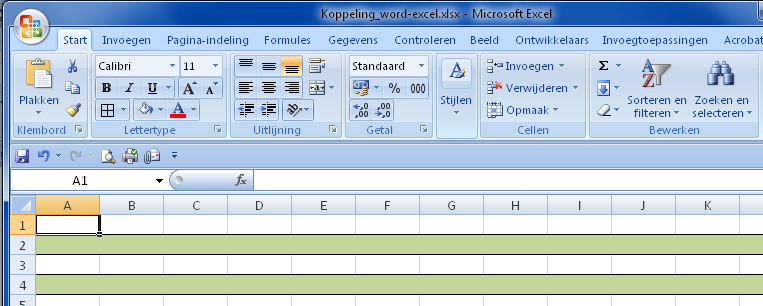 Koppeling_word-excel.xlsx - Microsoft Excel
Start Invoegen Pagina-indeling Formules Gegevens Controleren Beeld Ontwikkelaars Invoegtoepassingen Acrobat
Calibri 11 Standaard Invoegen
Plakken B I U % 000 Stijlen Verwijderen Sorteren en filteren Zoeken en selecteren
A ,0 ,00 ,00 ,0 Opmaak
Klembord Lettertype Uitlijning Getal Cellen Bewerken
A1 fx
A B C D E F G H I J K
1
2
3
4
5